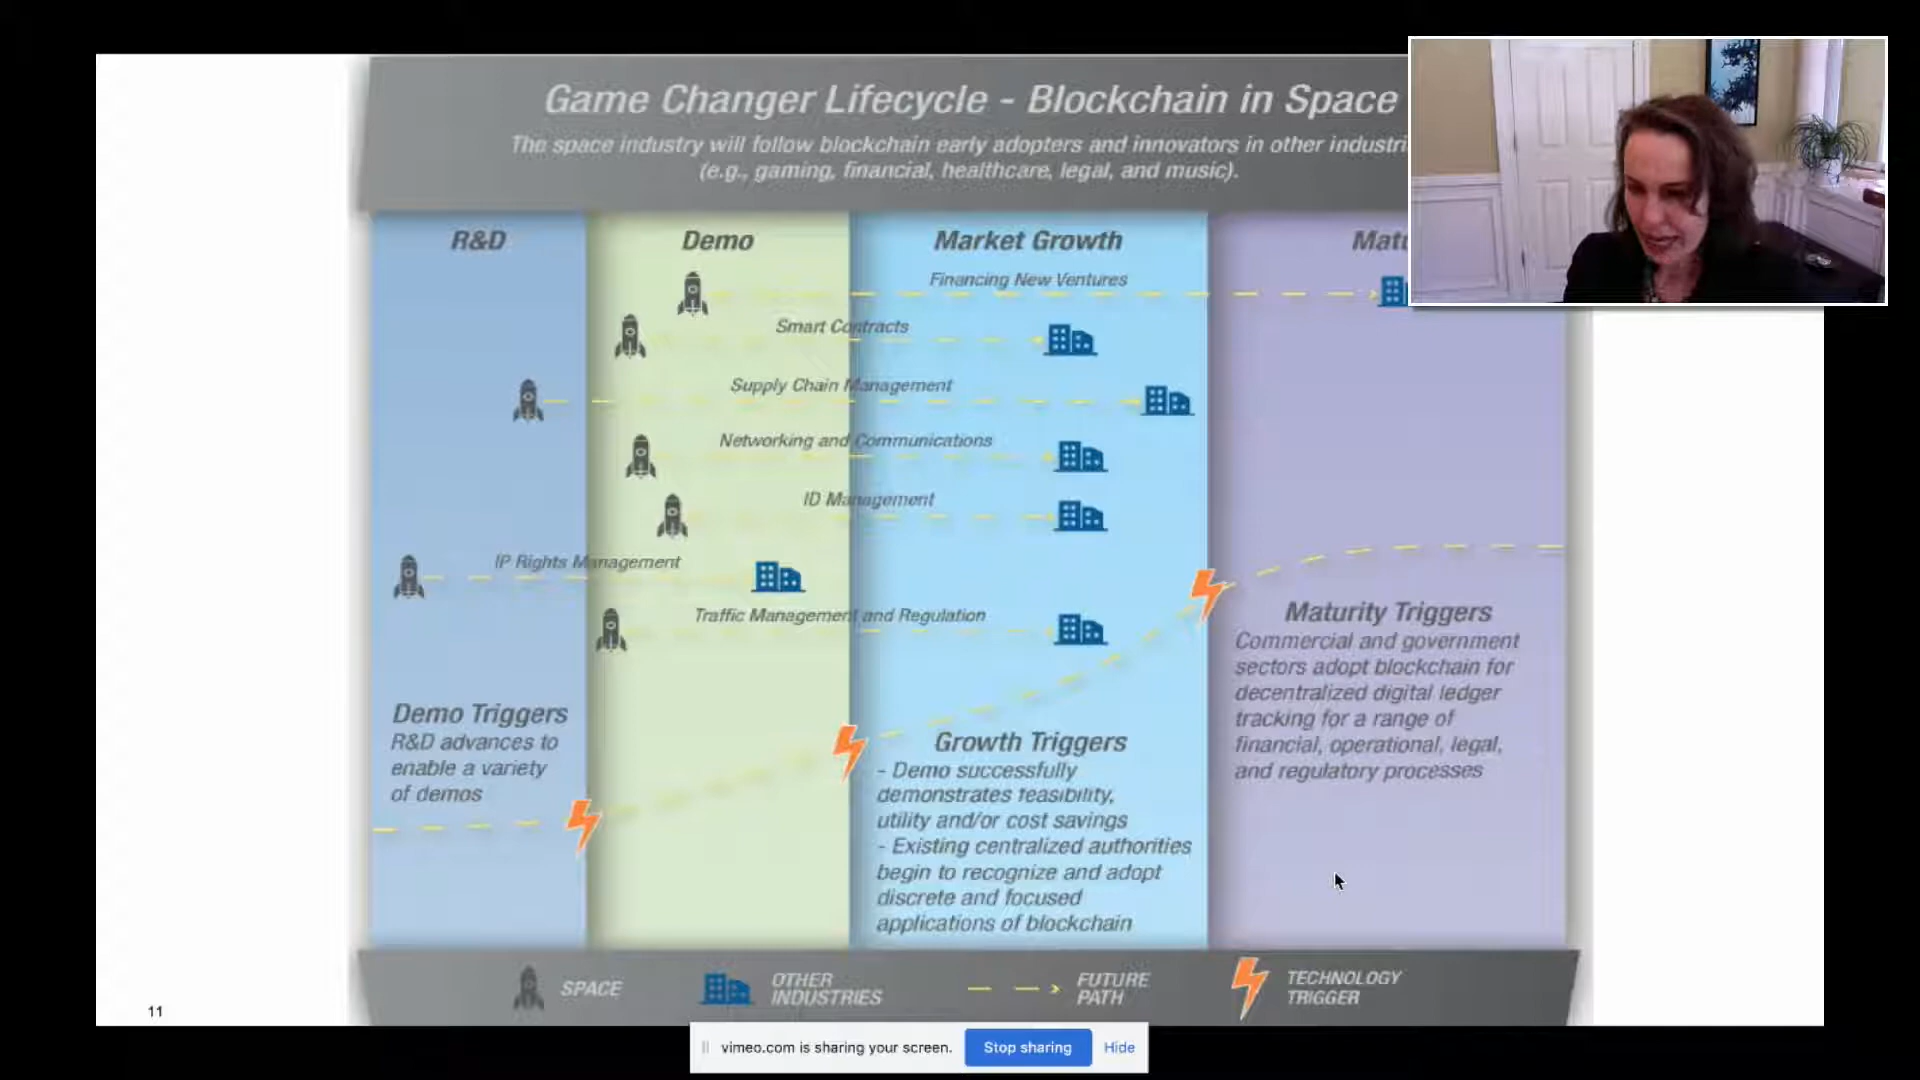 Game Changer Lifecycle - Blockchain in Space
The space industry will follow blockchain early adopters and innovators in other
(e.g., gaming, financial, healthcare, legal, and music).
R&D
Demo
Market Growth
Financing New Ventures
Smart Contracts
Supply Chain Management
Networking and Communications
ID Management
IP Rights Management
Traffic Management and Regulation
Demo Triggers
R&D advances to
enable a variety
of demos
Growth Triggers
- Demo successfully
demonstrates feasibility,
utility and/or cost savings
- Existing centralized authorities
begin to recognize and adopt
discrete and focused
applications of blockchain
Maturity Triggers
Commercial and government
sectors adopt blockchain for
decentralized digital ledger
tracking for a range of
financial, operational, legal,
and regulatory processes
SPACE
OTHER
INDUSTRIES
FUTURE
PATH
TECHNOLOGY
TRIGGER
11
vimeo.com is sharing your screen.
Stop sharing
Hide